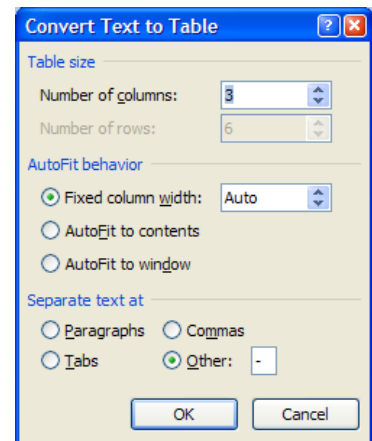 Convert Text to Table ?
Table size
Number of columns: 3
Number of rows: 6
AutoFit behavior
Fixed column width: Auto
AutoFit to contents
AutoFit to window
Separate text at
Paragraphs Commas
Tabs Other: -
OK Cancel